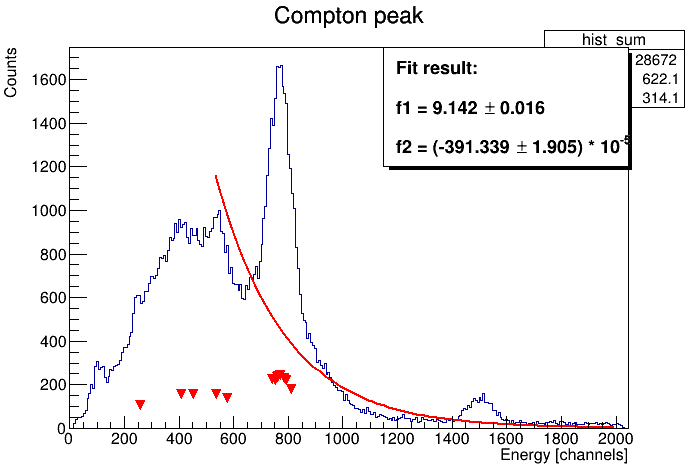 Compton peak
hist_sum
28672
622.1
314.1
Fit result:
f1 = 9.142 ± 0.016
f2 = (-391.339 ± 1.905) * 10^-5
Counts
1600
1400
1200
1000
800
600
400
200
0
0 200 400 600 800 1000 1200 1400 1600 1800 2000
Energy [channels]